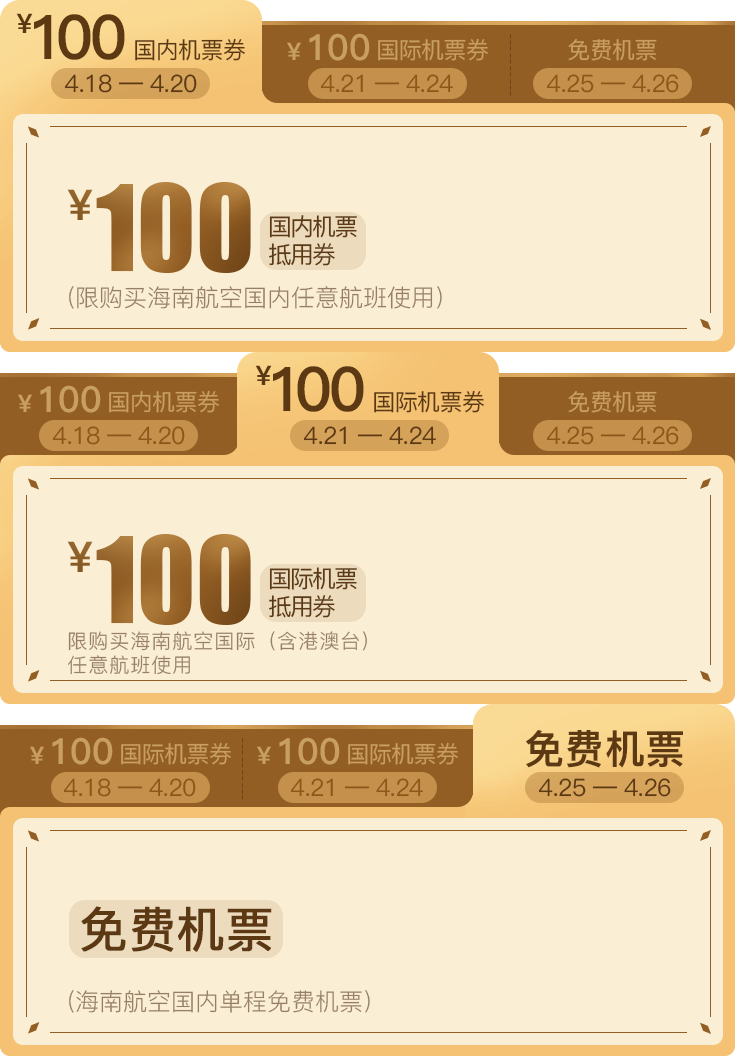 ¥100 国内机票券
4.18 — 4.20
¥100 国际机票券
4.21 — 4.24
免费机票
4.25 — 4.26
¥100
国内机票
抵用券
(限购买海南航空国内任意航班使用)
¥100 国内机票券
4.18 — 4.20
¥100 国际机票券
4.21 — 4.24
免费机票
4.25 — 4.26
¥100
国际机票
抵用券
限购买海南航空国际（含港澳台）
任意航班使用
¥100 国际机票券
4.18 — 4.20
¥100 国际机票券
4.21 — 4.24
免费机票
4.25 — 4.26
免费机票
(海南航空国内单程免费机票)